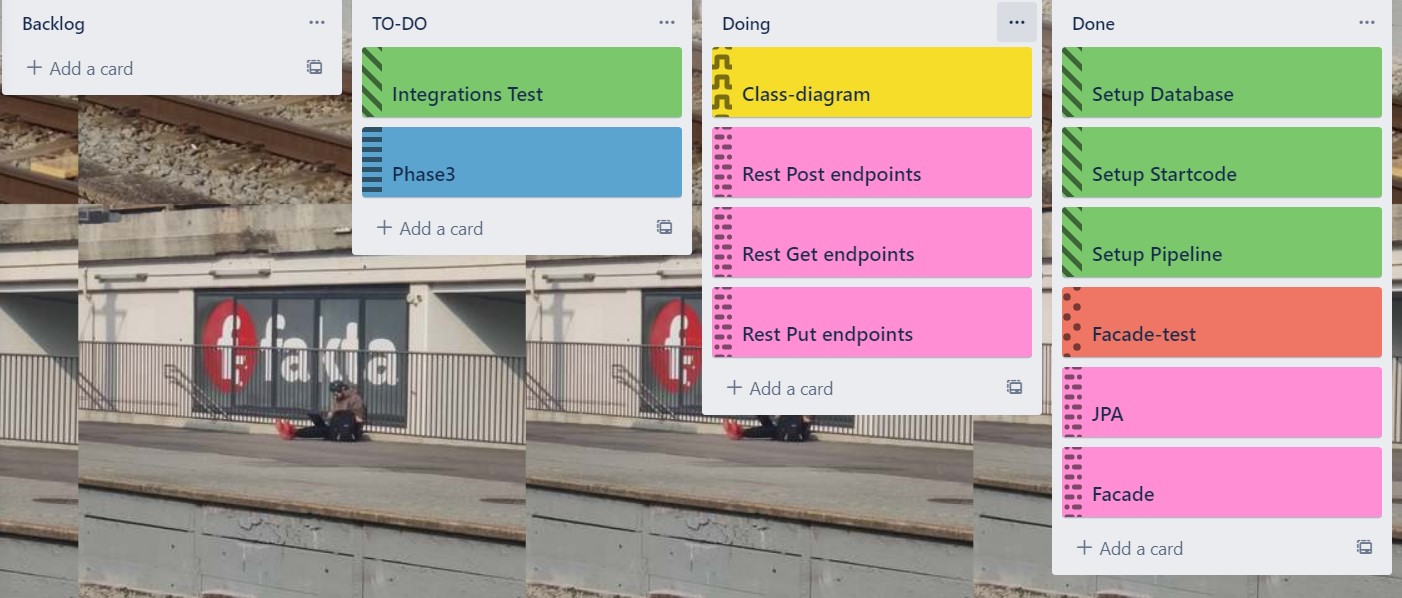 Backlog
Add a card
TO-DO
Integrations Test
Phase3
Add a card
Doing
Class-diagram
Rest Post endpoints
Rest Get endpoints
Rest Put endpoints
Add a card
Done
Setup Database
Setup Startcode
Setup Pipeline
Facade-test
JPA
Facade
Add a card
f fakta
f